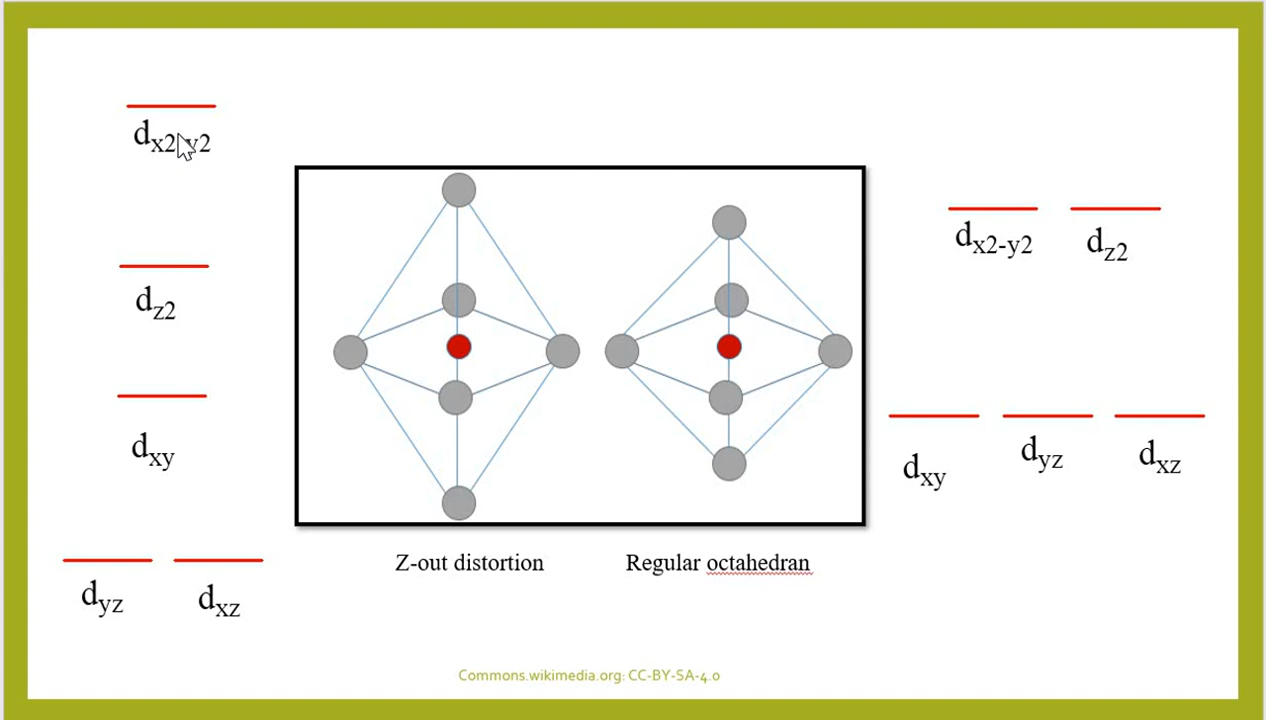 dx2-y2
dz2
dxy
dyz dxz
Z-out distortion
Regular octahedran
dx2-y2 dz2
dxy dyz dxz
Commons.wikimedia.org: CC-BY-SA-4.0